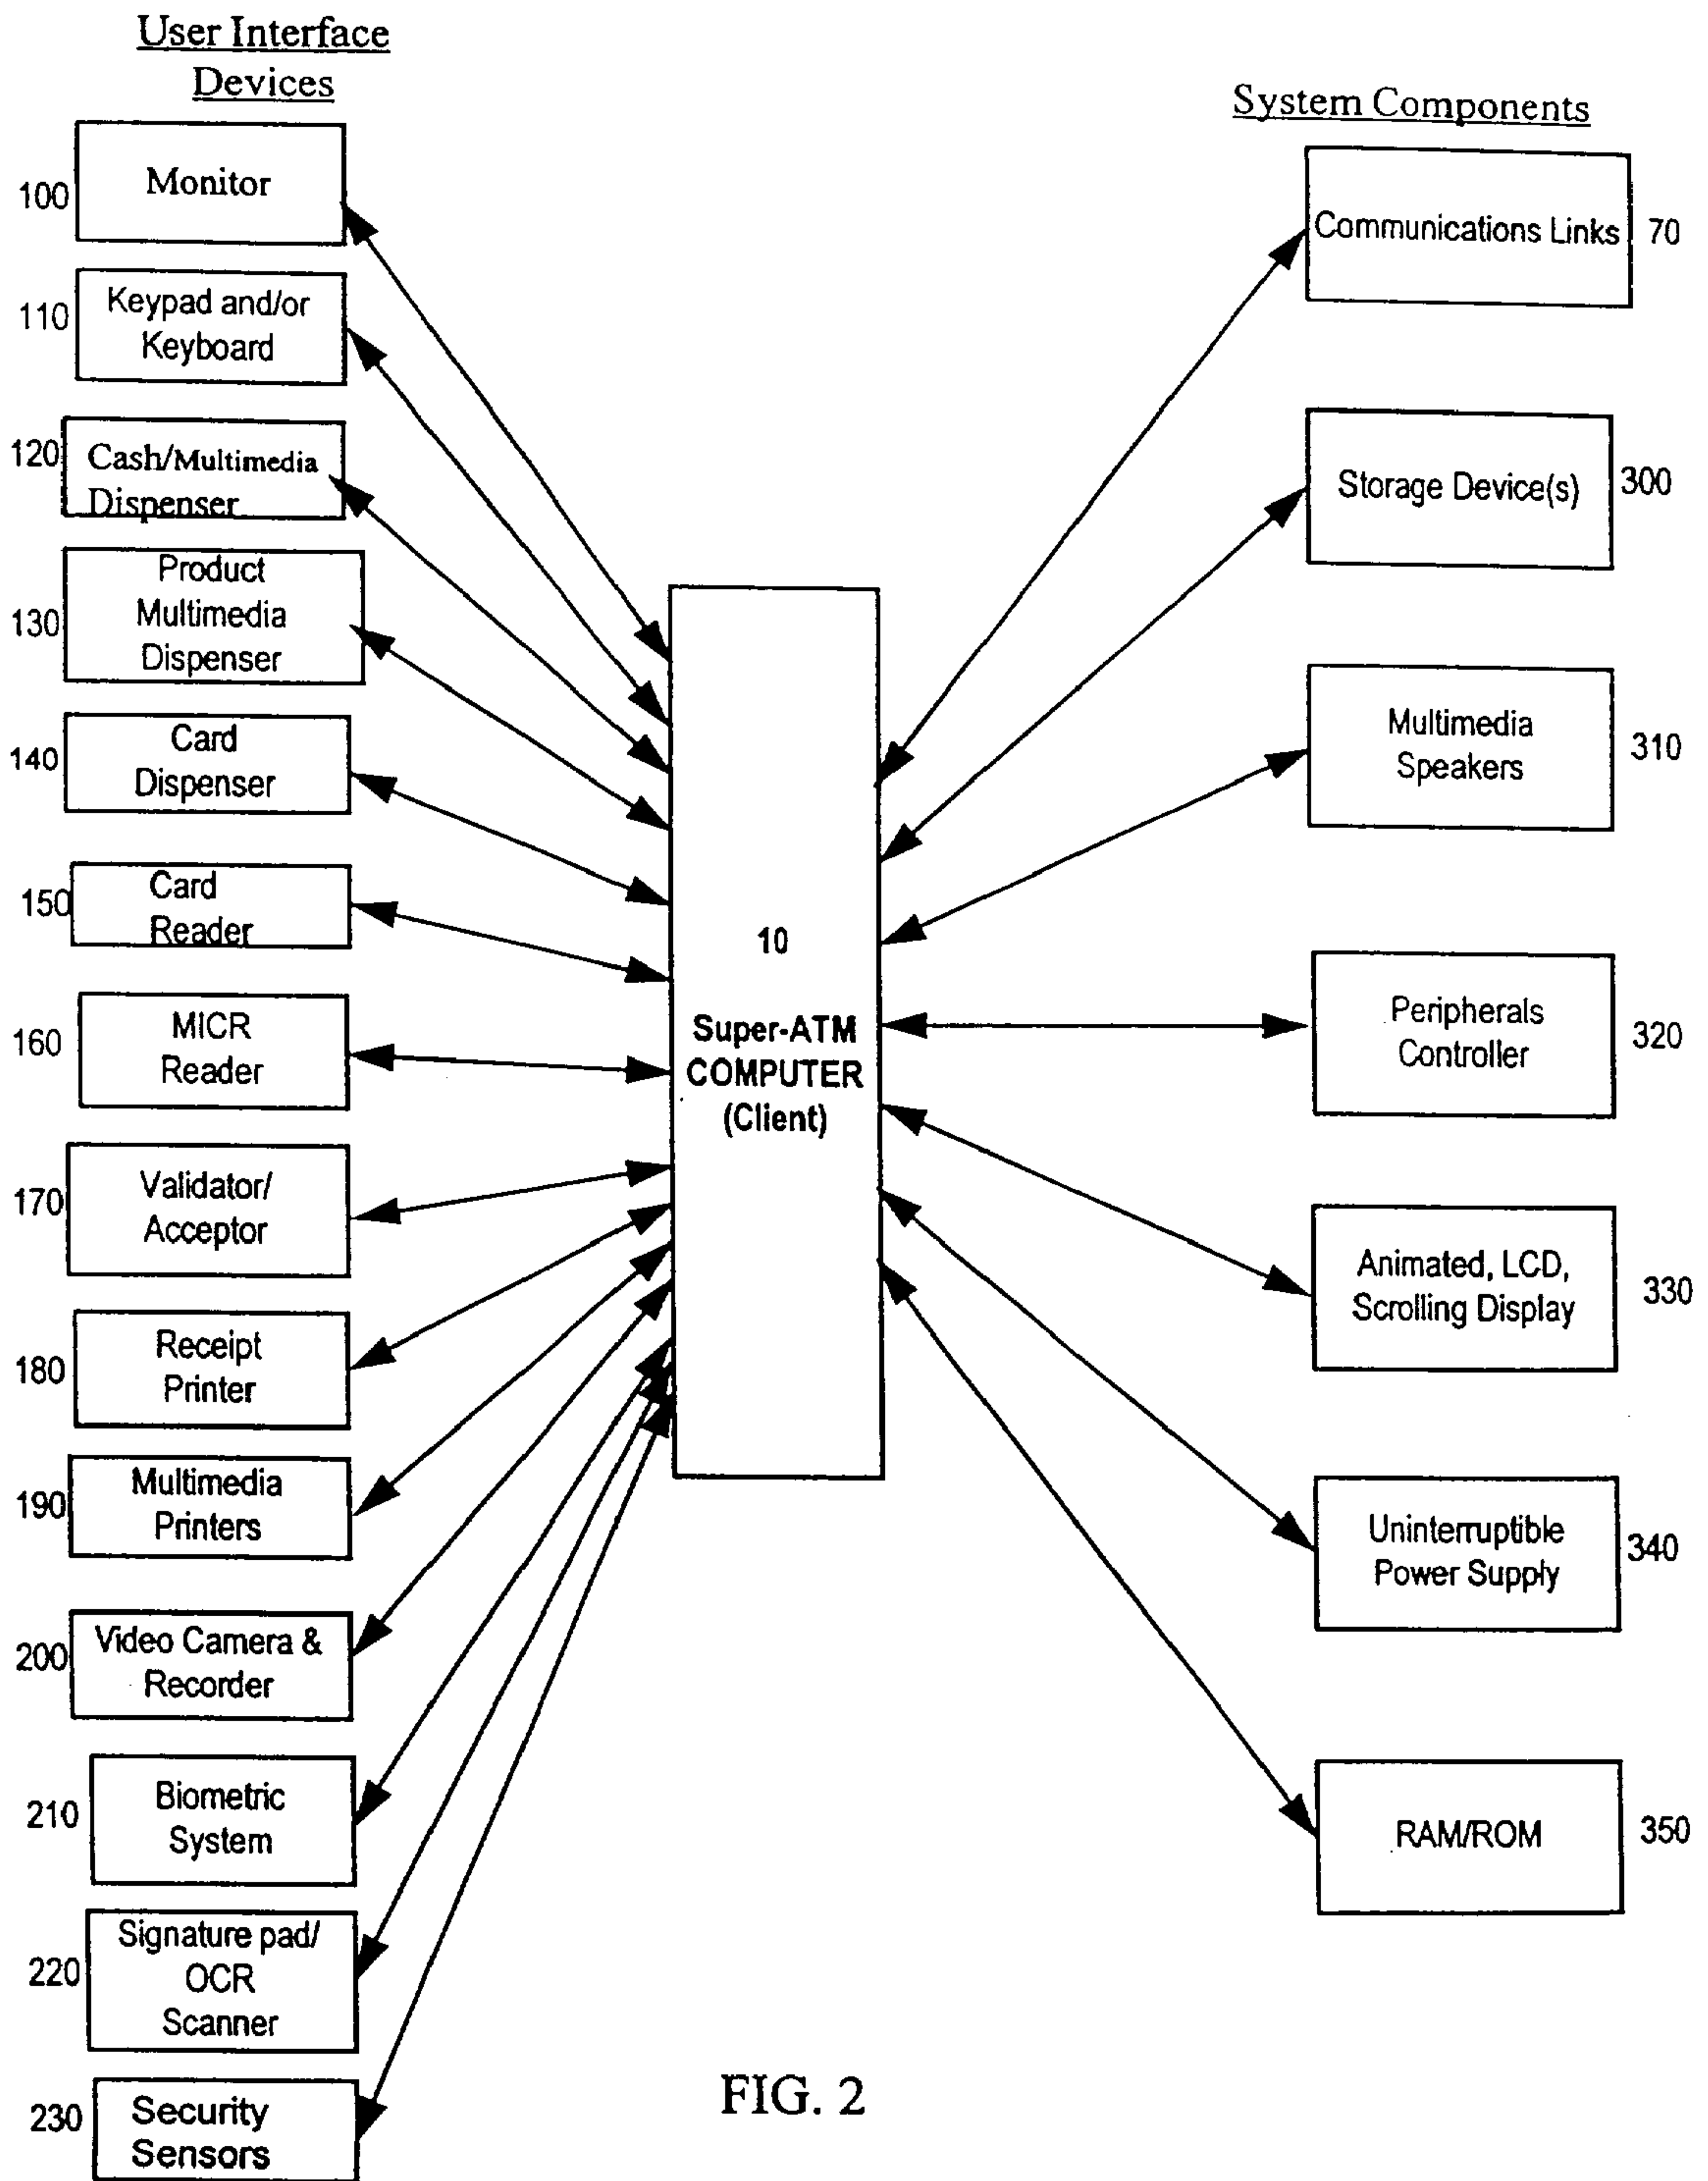 User Interface
Devices
100
Monitor
110
Keypad and/or
Keyboard
120
Cash/Multimedia
Dispenser
130
Product
Multimedia
Dispenser
140
Card
Dispenser
150
Card
Reader
160
MICR
Reader
170
Validator/
Acceptor
180
Receipt
Printer
190
Multimedia
Printers
200
Video Camera &
Recorder
210
Biometric
System
220
Signature pad/
OCR
Scanner
230
Security
Sensors
10
Super-ATM
COMPUTER
(Client)
System Components
Communications Links
70
Storage Device(s)
300
Multimedia
Speakers
310
Peripherals
Controller
320
Animated, LCD,
Scrolling Display
330
Uninterruptible
Power Supply
340
RAM/ROM
350
FIG. 2